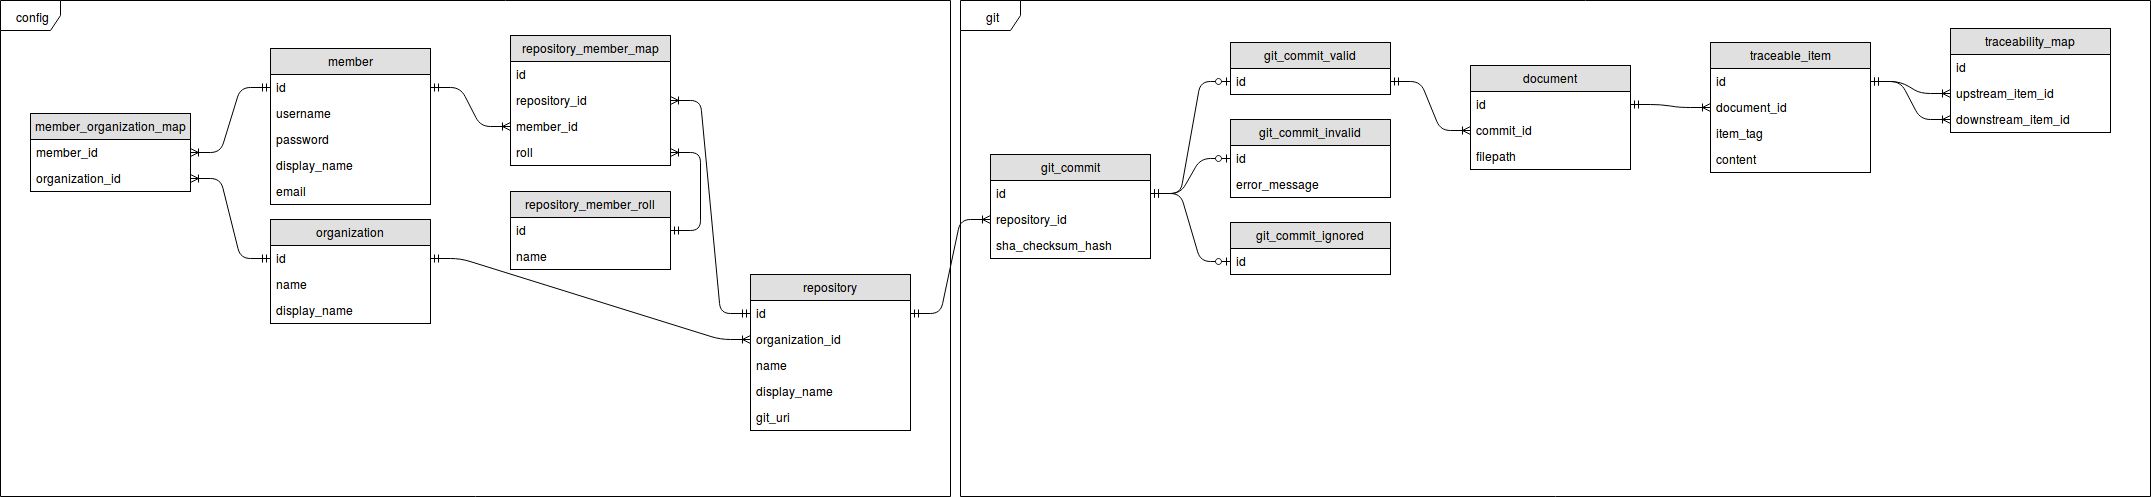 config
member_organization_map
member_id
organization_id
member
id
username
password
display_name
email
organization
id
name
display_name
repository_member_map
id
repository_id
member_id
roll
repository_member_roll
id
name
repository
id
organization_id
name
display_name
git_uri
git
git_commit
id
repository_id
sha_checksum_hash
git_commit_valid
id
git_commit_invalid
id
error_message
git_commit_ignored
id
document
id
commit_id
filepath
traceable_item
id
document_id
item_tag
content
traceability_map
id
upstream_item_id
downstream_item_id